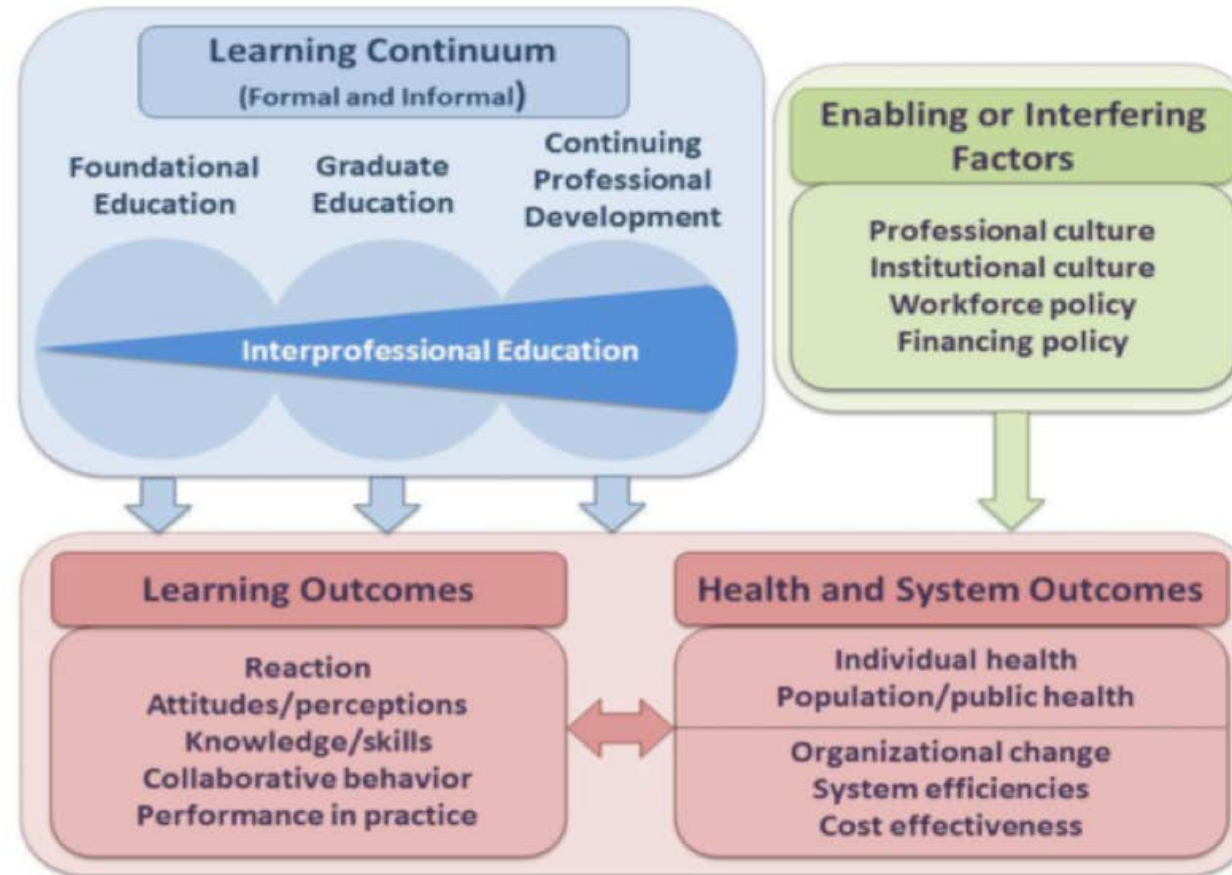 Learning Continuum
(Formal and Informal)
Foundational
Education
Graduate
Education
Continuing
Professional
Development
Interprofessional Education
Enabling or Interfering
Factors
Professional culture
Institutional culture
Workforce policy
Financing policy
Learning Outcomes
Reaction
Attitudes/perceptions
Knowledge/skills
Collaborative behavior
Performance in practice
Health and System Outcomes
Individual health
Population/public health
Organizational change
System efficiencies
Cost effectiveness